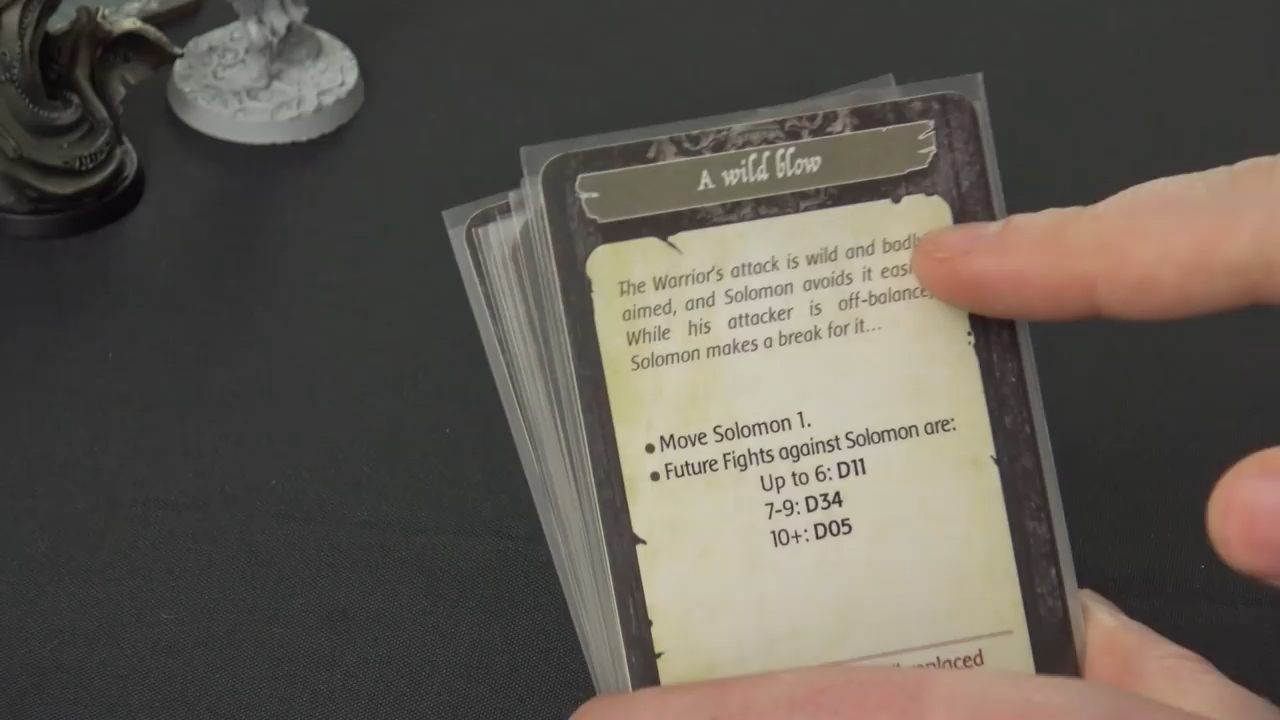 A wild blow
The Warrior's attack is wild and badly
aimed, and Solomon avoids it
While his attacker is off-balance,
Solomon makes a break for it...
• Move Solomon 1.
• Future Fights against Solomon are:
Up to 6: D11
7-9: D34
10+: D05